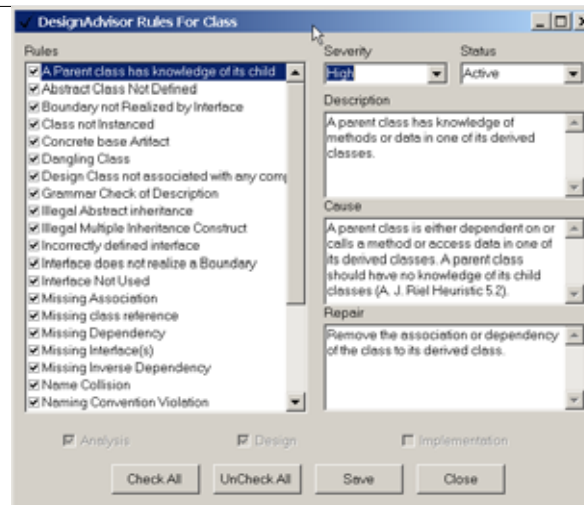 DesignAdvisor Rules For Class
Rules
A Parent class has knowledge of its child
Abstract Class Not Defined
Boundary not Realized by Interface
Class not Instanced
Concrete base Artifact
Dangling Class
Design Class not associated with any comp
Grammar Check of Description
Illegal Abstract inheritance
Illegal Multiple Inheritance Construct
Incorrectly defined interface
Interface does not realize a Boundary
Interface Not Used
Missing Association
Missing class reference
Missing Dependency
Missing Interface(s)
Missing Inverse Dependency
Name Collision
Naming Convention Violation
Severity
High
Status
Active
Description
A parent class has knowledge of
methods or data in one of its derived
classes.
Cause
A parent class is either dependent on or
calls a method or access data in one of
its derived classes. A parent class
should have no knowledge of its child
classes (A. J. Riel Heuristic 5.2).
Repair
Remove the association or dependency
of the class to its derived class.
Analysis
Design
Implementation
Check All
UnCheck All
Save
Close